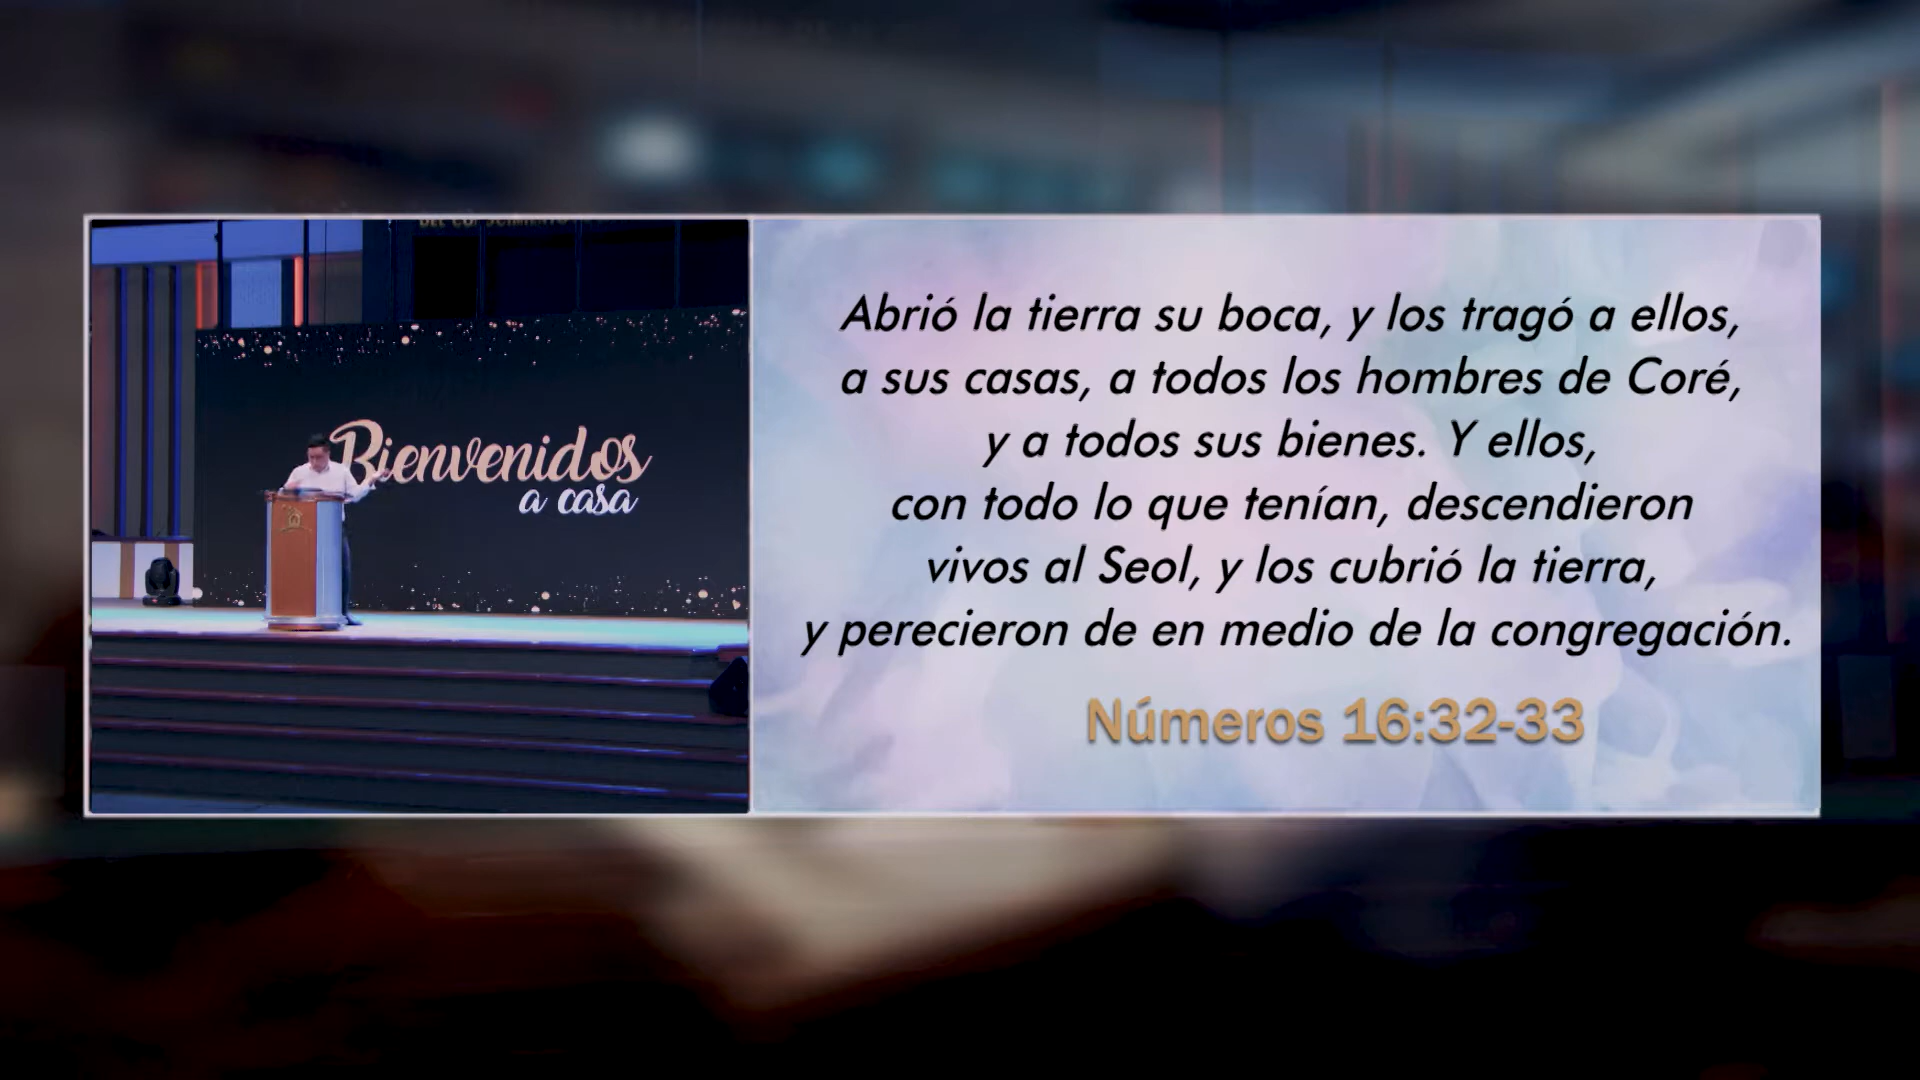 Bienvenidos
a casa
Abrió la tierra su boca, y los tragó a ellos,
a sus casas, a todos los hombres de Coré,
y a todos sus bienes. Y ellos,
con todo lo que tenían, descendieron
vivos al Seol, y los cubrió la tierra,
y perecieron de en medio de la congregación.
Números 16:32-33